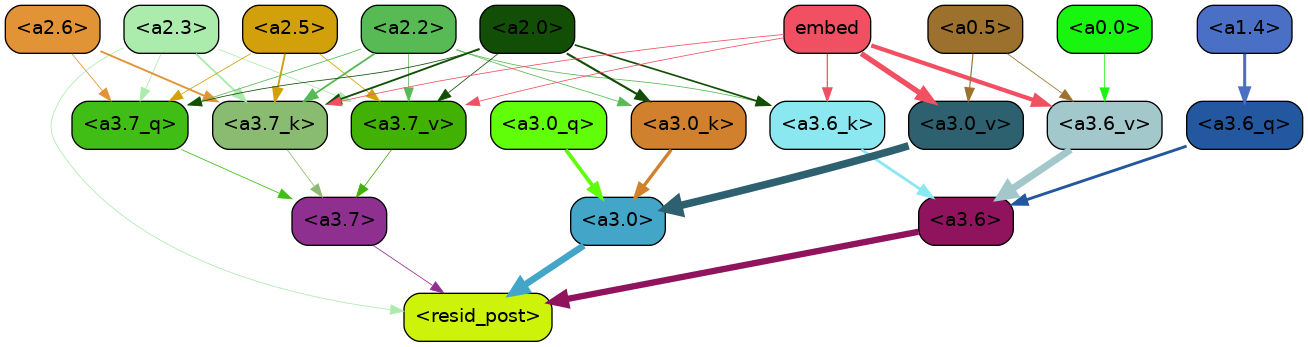 <a2.6> <a2.3> <a2.5> <a2.2> <a2.0> embed <a0.5> <a0.0> <a1.4>
<a3.7_q> <a3.7_k> <a3.7_v> <a3.0_q> <a3.0_k> <a3.6_k> <a3.0_v> <a3.6_v> <a3.6_q>
<a3.7> <a3.0> <a3.6>
<resid_post>